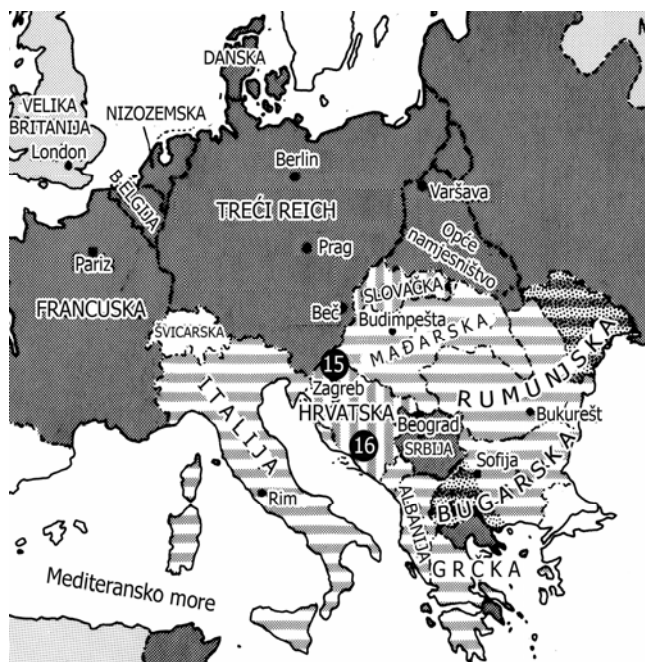 DANSKA
VELIKA
BRITANIJA
London
NIZOZEMSKA
BELGIJA
Berlin
TREĆI REICH
Varšava
Opće
namjesništvo
Prag
Pariz
FRANCUSKA
SLOVAČKA
Beč
Budimpešta
MAĐARSKA
ŠVICARSKA
15
Zagreb
HRVATSKA
RUMUNJSKA
Bukurešt
ITALIJA
Beograd
SRBIJA
16
Sofija
BUGARSKA
Rim
ALBANIJA
GRČKA
Mediteransko more